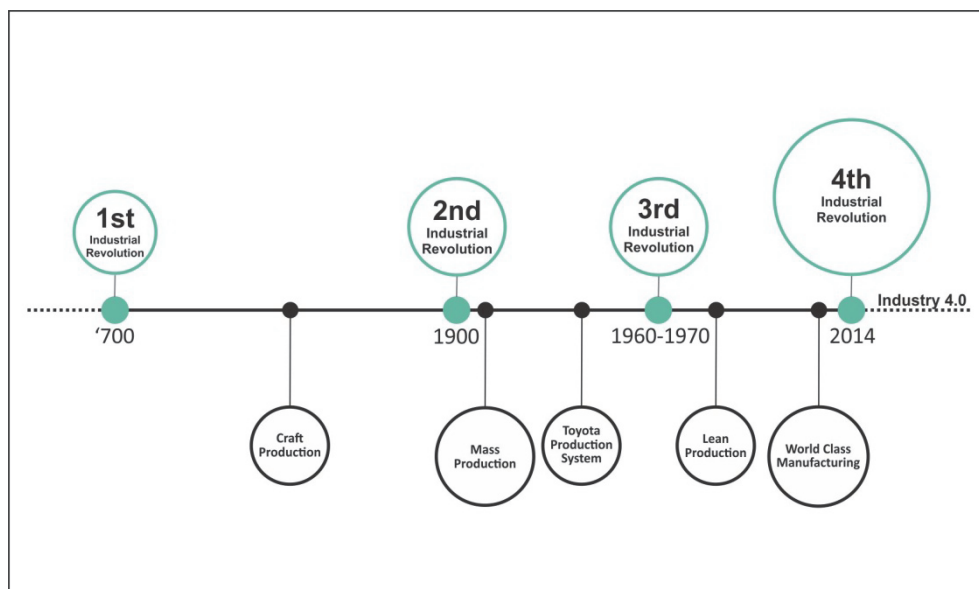 1st
Industrial
Revolution
2nd
Industrial
Revolution
3rd
Industrial
Revolution
4th
Industrial
Revolution
Industry 4.0
‘700
1900
1960-1970
2014
Craft
Production
Mass
Production
Toyota
Production
System
Lean
Production
World Class
Manufacturing